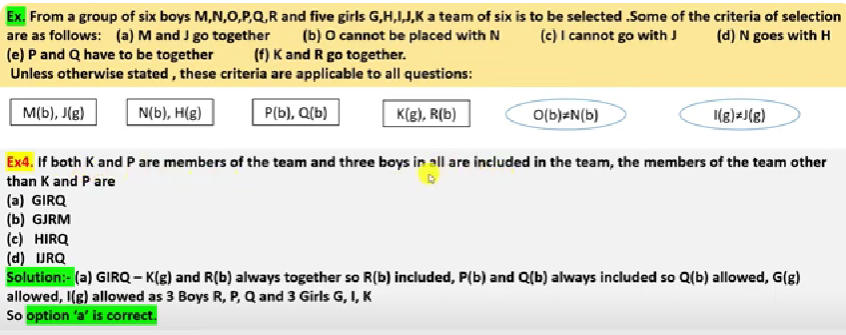 Ex. From a group of six boys M,N,O,P,Q,R and five girls G,H,I,J,K a team of six is to be selected .Some of the criteria of selection
are as follows: (a) M and J go together (b) O cannot be placed with N (c) I cannot go with J (d) N goes with H
(e) P and Q have to be together (f) K and R go together.
Unless otherwise stated , these criteria are applicable to all questions:
M(b), J(g) N(b), H(g) P(b), Q(b) K(g), R(b) O(b)≠N(b) I(g)≠J(g)
Ex4. If both K and P are members of the team and three boys in all are included in the team, the members of the team other
than K and P are
(a) GIRQ
(b) GJRM
(c) HIRQ
(d) IJRQ
Solution:- (a) GIRQ – K(g) and R(b) always together so R(b) included, P(b) and Q(b) always included so Q(b) allowed, G(g)
allowed, I(g) allowed as 3 Boys R, P, Q and 3 Girls G, I, K
So option ‘a’ is correct.